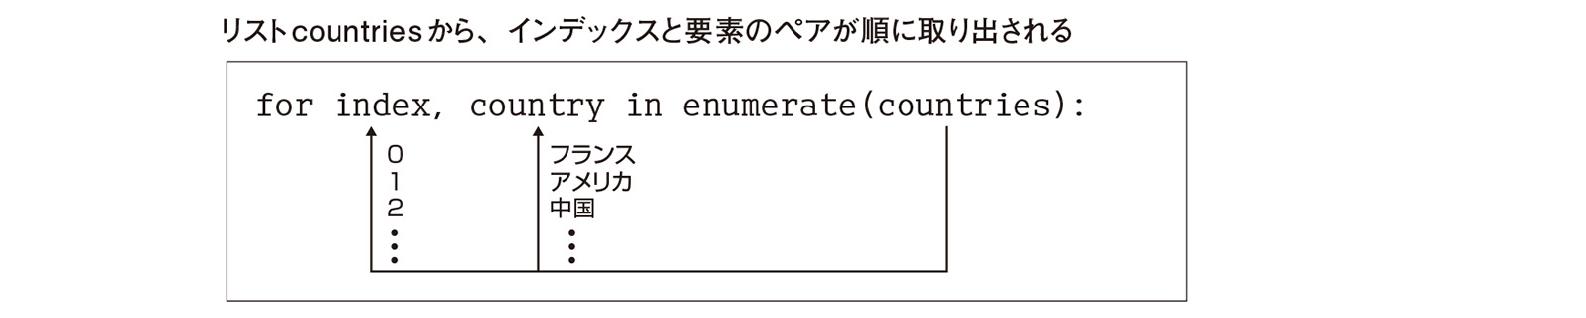 リストcountriesから、インデックスと要素のペアが順に取り出される
for index, country in enumerate(countries):
0 フランス
1 アメリカ
2 中国
⋮ ⋮